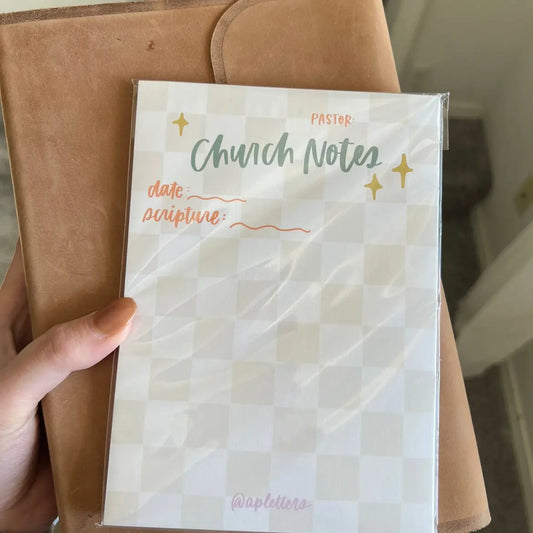 PASTOR:
Church Notes
date:
scripture:
@apletters